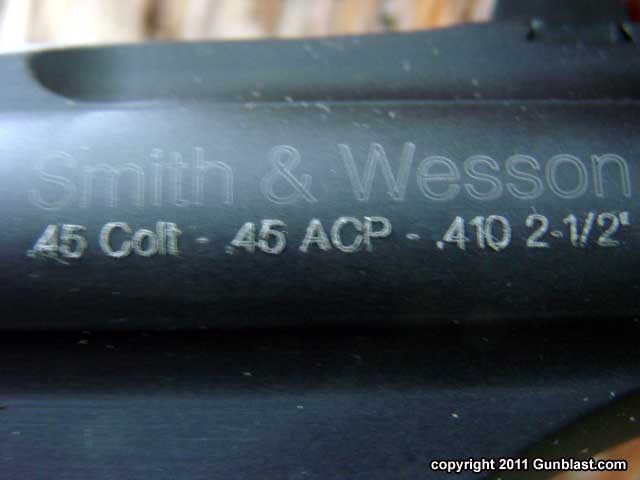 Smith & Wesson
.45 Colt - .45 ACP - .410 2-1/2"
copyright 2011 Gunblast.com